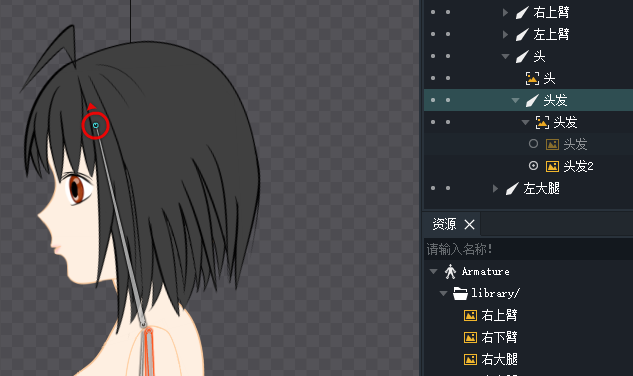 右上臂
左上臂
头
头
头发
头发
头发
头发2
左大腿
资源
请输入名称!
Armature
library/
右上臂
右下臂
右大腿